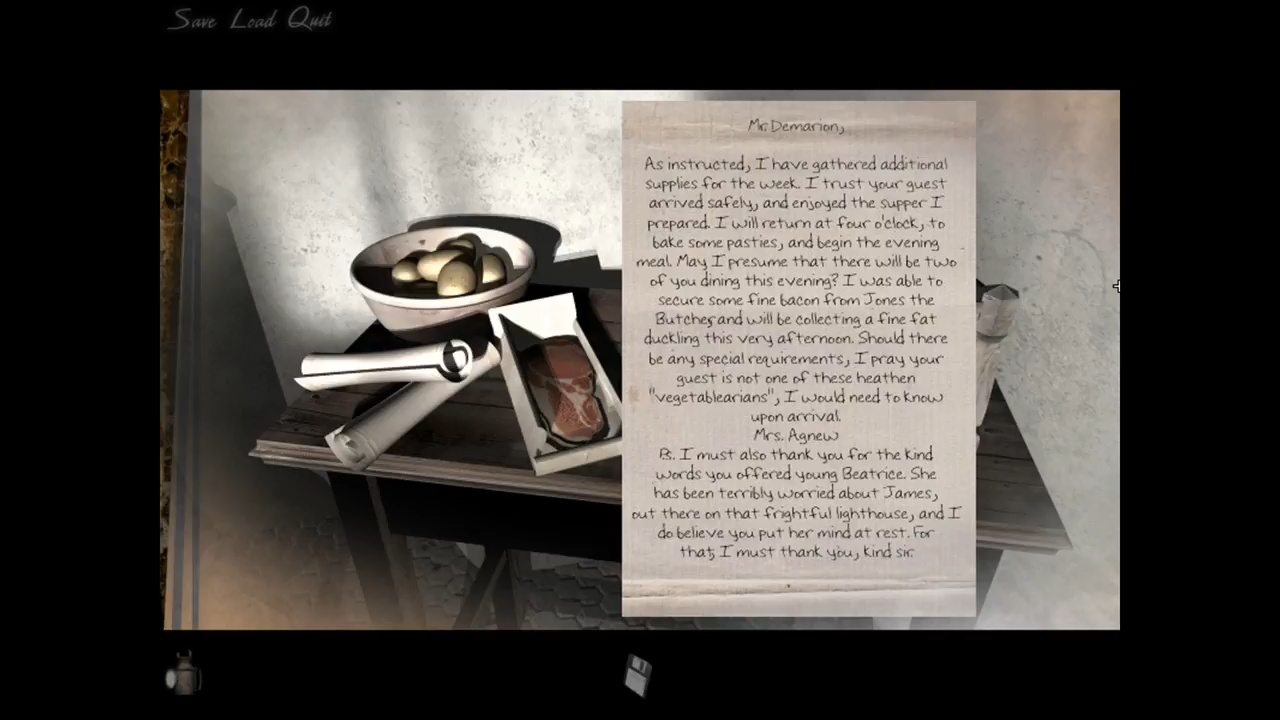 Save Load Quit
Mr. Demarion,
As instructed, I have gathered additional
supplies for the week. I trust your guest
arrived safely, and enjoyed the supper I
prepared. I will return at four o'clock, to
bake some pasties, and begin the evening
meal. May I presume that there will be two
of you dining this evening? I was able to
secure some fine bacon from Jones the
Butcher, and will be collecting a fine fat
duckling this very afternoon. Should there
be any special requirements, I pray your
guest is not one of these heathen
"vegetablearians", I would need to know
upon arrival.
Mrs. Agnew
Ps. I must also thank you for the kind
words you offered young Beatrice. She
has been terribly worried about James,
out there on that frightful lighthouse, and I
do believe you put her mind at rest. For
that, I must thank you, kind sir.